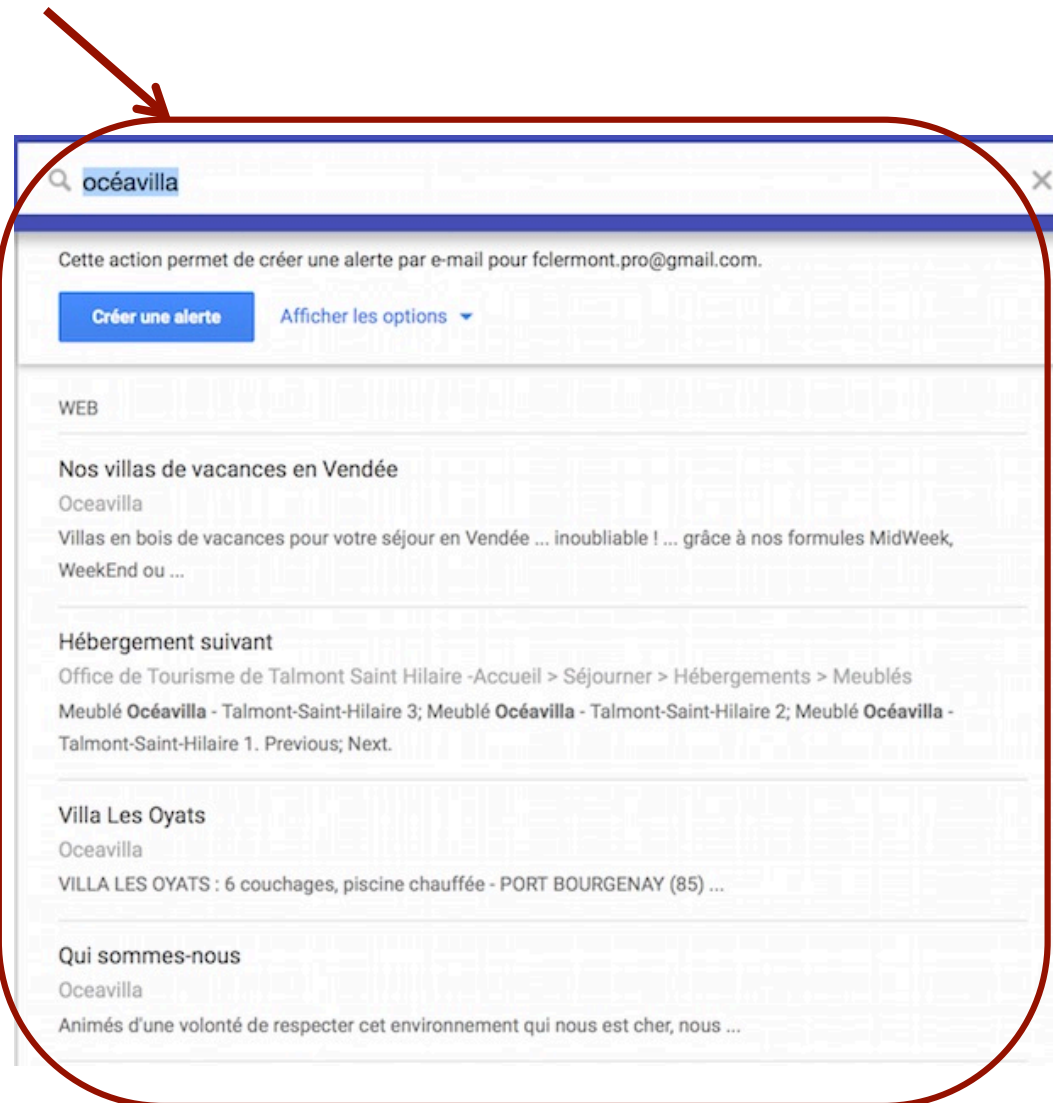 océavilla
Cette action permet de créer une alerte par e-mail pour fclermont.pro@gmail.com.
Créer une alerte
Afficher les options
WEB
Nos villas de vacances en Vendée
Oceavilla
Villas en bois de vacances pour votre séjour en Vendée ... inoubliable ! ... grâce à nos formules MidWeek,
WeekEnd ou ...
Hébergement suivant
Office de Tourisme de Talmont Saint Hilaire -Accueil > Séjourner > Hébergements > Meublés
Meublé Océavilla - Talmont-Saint-Hilaire 3; Meublé Océavilla - Talmont-Saint-Hilaire 2; Meublé Océavilla -
Talmont-Saint-Hilaire 1. Previous; Next.
Villa Les Oyats
Oceavilla
VILLA LES OYATS : 6 couchages, piscine chauffée - PORT BOURGENAY (85) ...
Qui sommes-nous
Oceavilla
Animés d'une volonté de respecter cet environnement qui nous est cher, nous ...